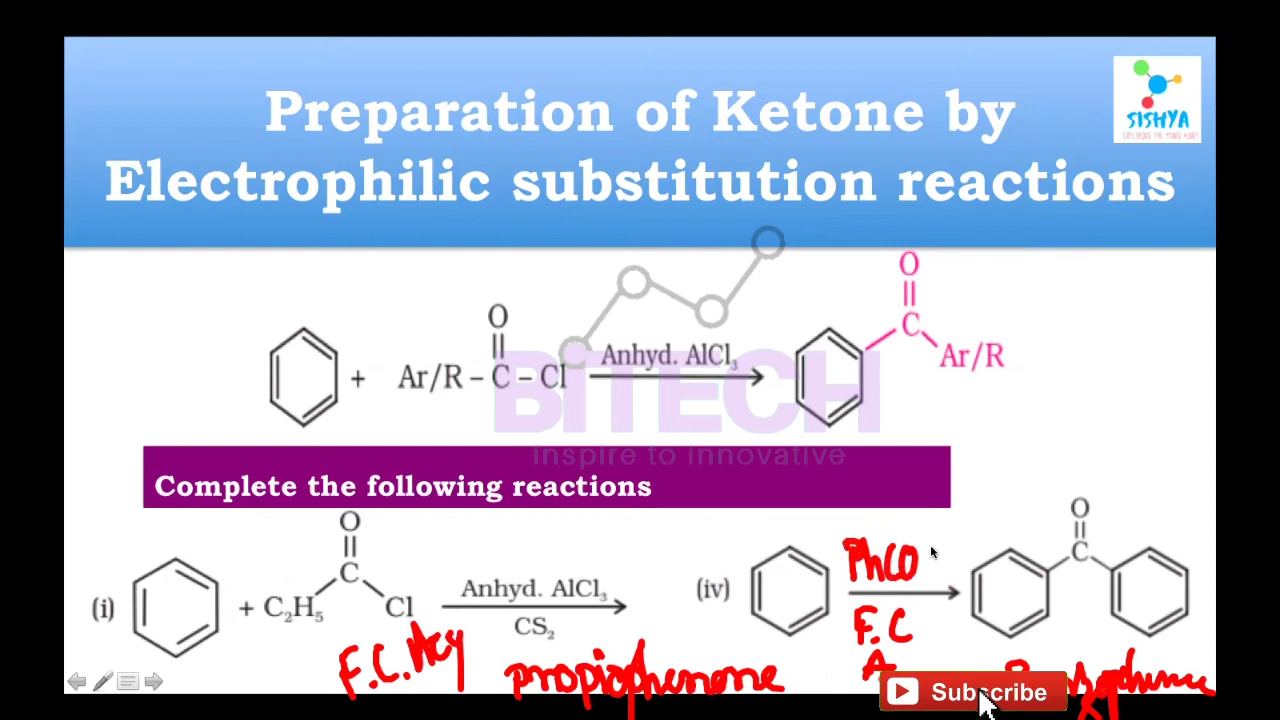 Preparation of Ketone by
Electrophilic substitution reactions
SISHYA
O
C
Ar/R
O
+ Ar/R – C – Cl
Anhyd. AlCl₃
BiTECH
inspire to innovative
Complete the following reactions
(i)
O
C
+ C₂H₅
Cl
Anhyd. AlCl₃
CS₂
F.C. Acy
propiophenone
(iv)
PhCO
F.C
A
O
C
Subscribe